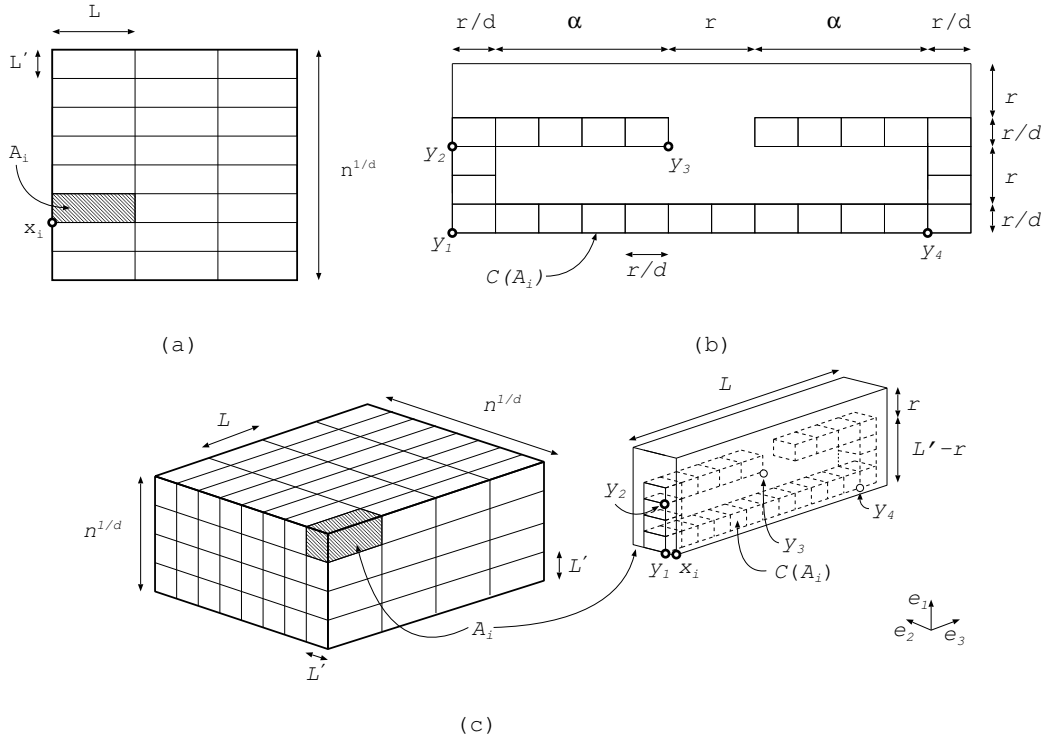 L
L′
A_i
x_i
n^{1/d}
(a)
r/d α r α r/d
r
r/d
r
r/d
y_2
y_3
y_1
y_4
C(A_i)
r/d
(b)
L
n^{1/d}
n^{1/d}
L′
L′
A_i
L
r
L′-r
y_2
y_4
y_3
y_1 x_i
C(A_i)
e_1
e_2
e_3
(c)